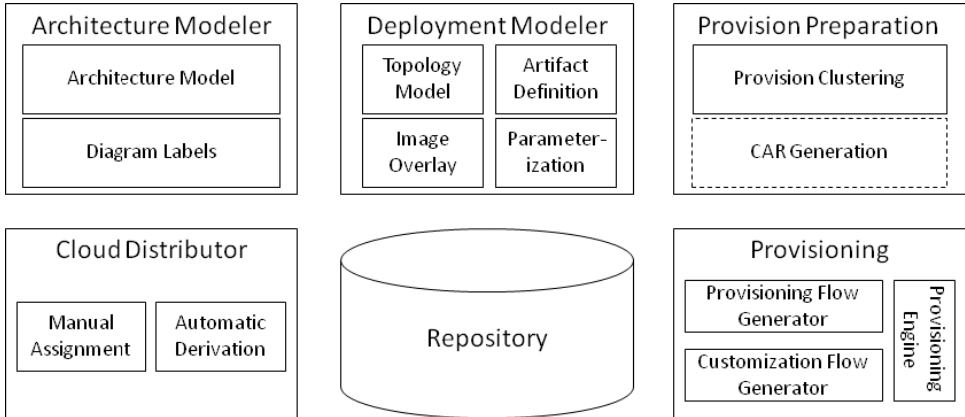 Architecture Modeler
Architecture Model
Diagram Labels
Deployment Modeler
Topology
Model
Artifact
Definition
Image
Overlay
Parameter-
ization
Provision Preparation
Provision Clustering
CAR Generation
Cloud Distributor
Manual
Assignment
Automatic
Derivation
Repository
Provisioning
Provisioning Flow
Generator
Customization Flow
Generator
Provisioning
Engine